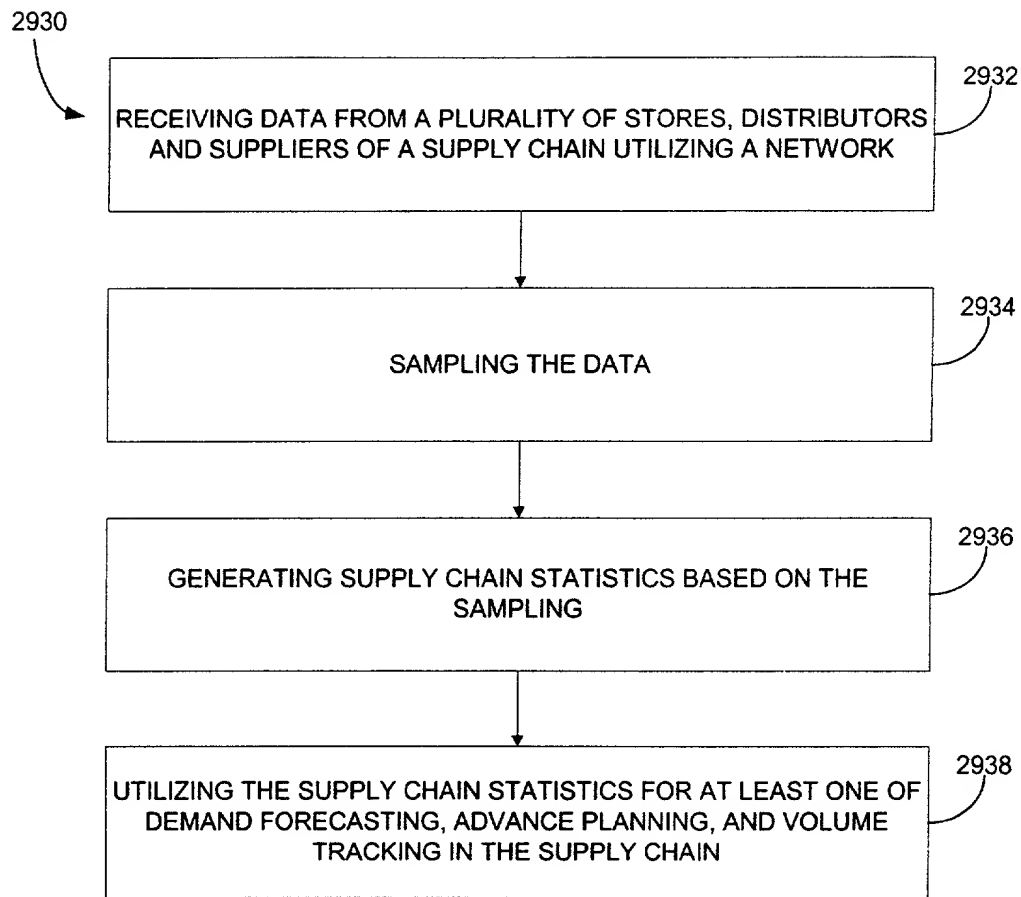 2930
2932
RECEIVING DATA FROM A PLURALITY OF STORES, DISTRIBUTORS
AND SUPPLIERS OF A SUPPLY CHAIN UTILIZING A NETWORK
2934
SAMPLING THE DATA
2936
GENERATING SUPPLY CHAIN STATISTICS BASED ON THE
SAMPLING
2938
UTILIZING THE SUPPLY CHAIN STATISTICS FOR AT LEAST ONE OF
DEMAND FORECASTING, ADVANCE PLANNING, AND VOLUME
TRACKING IN THE SUPPLY CHAIN